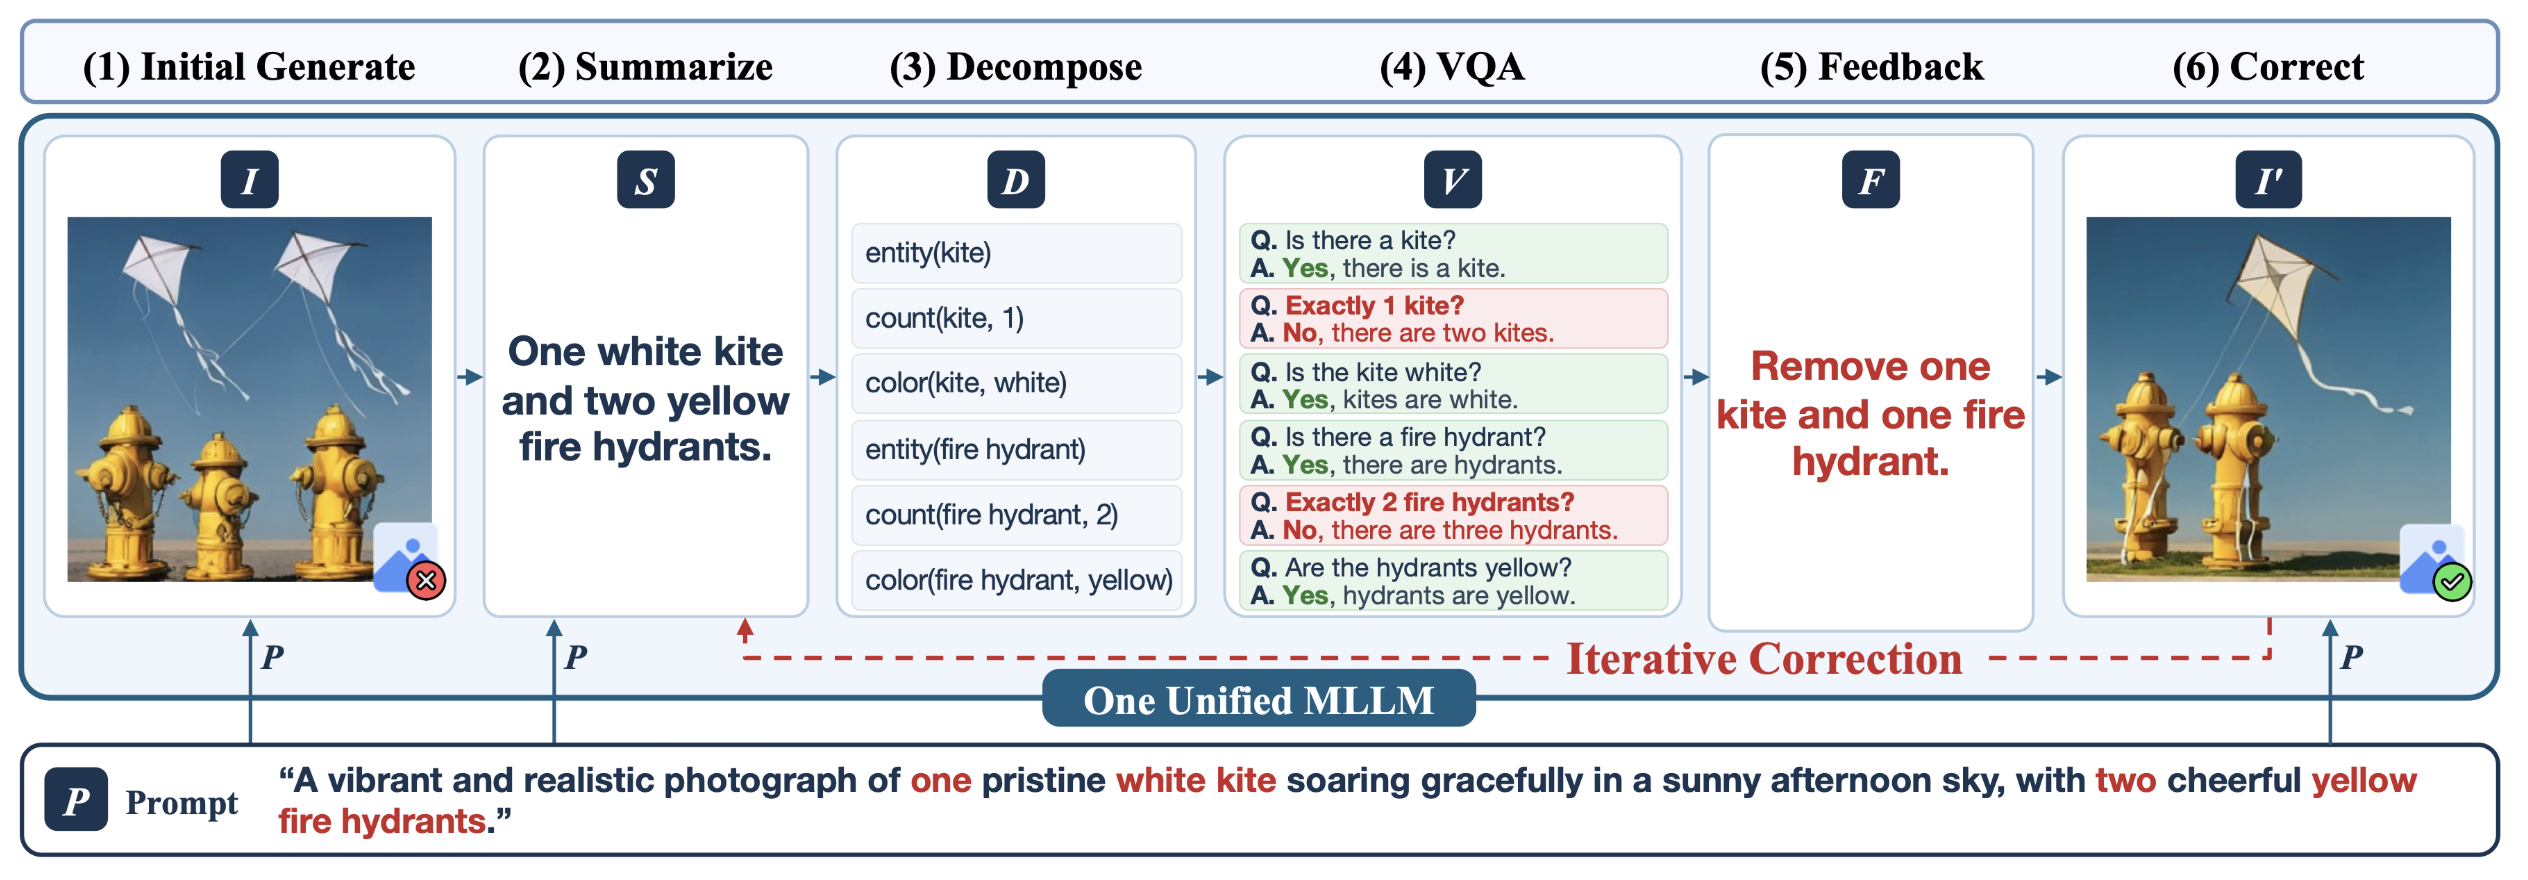 (1) Initial Generate
(2) Summarize
(3) Decompose
(4) VQA
(5) Feedback
(6) Correct
I
S
One white kite
and two yellow
fire hydrants.
D
entity(kite)
count(kite, 1)
color(kite, white)
entity(fire hydrant)
count(fire hydrant, 2)
color(fire hydrant, yellow)
V
Q. Is there a kite?
A. Yes, there is a kite.
Q. Exactly 1 kite?
A. No, there are two kites.
Q. Is the kite white?
A. Yes, kites are white.
Q. Is there a fire hydrant?
A. Yes, there are hydrants.
Q. Exactly 2 fire hydrants?
A. No, there are three hydrants.
Q. Are the hydrants yellow?
A. Yes, hydrants are yellow.
F
Remove one
kite and one fire
hydrant.
I'
P
P
Iterative Correction
P
One Unified MLLM
P
Prompt
“A vibrant and realistic photograph of one pristine white kite soaring gracefully in a sunny afternoon sky, with two cheerful yellow
fire hydrants.”